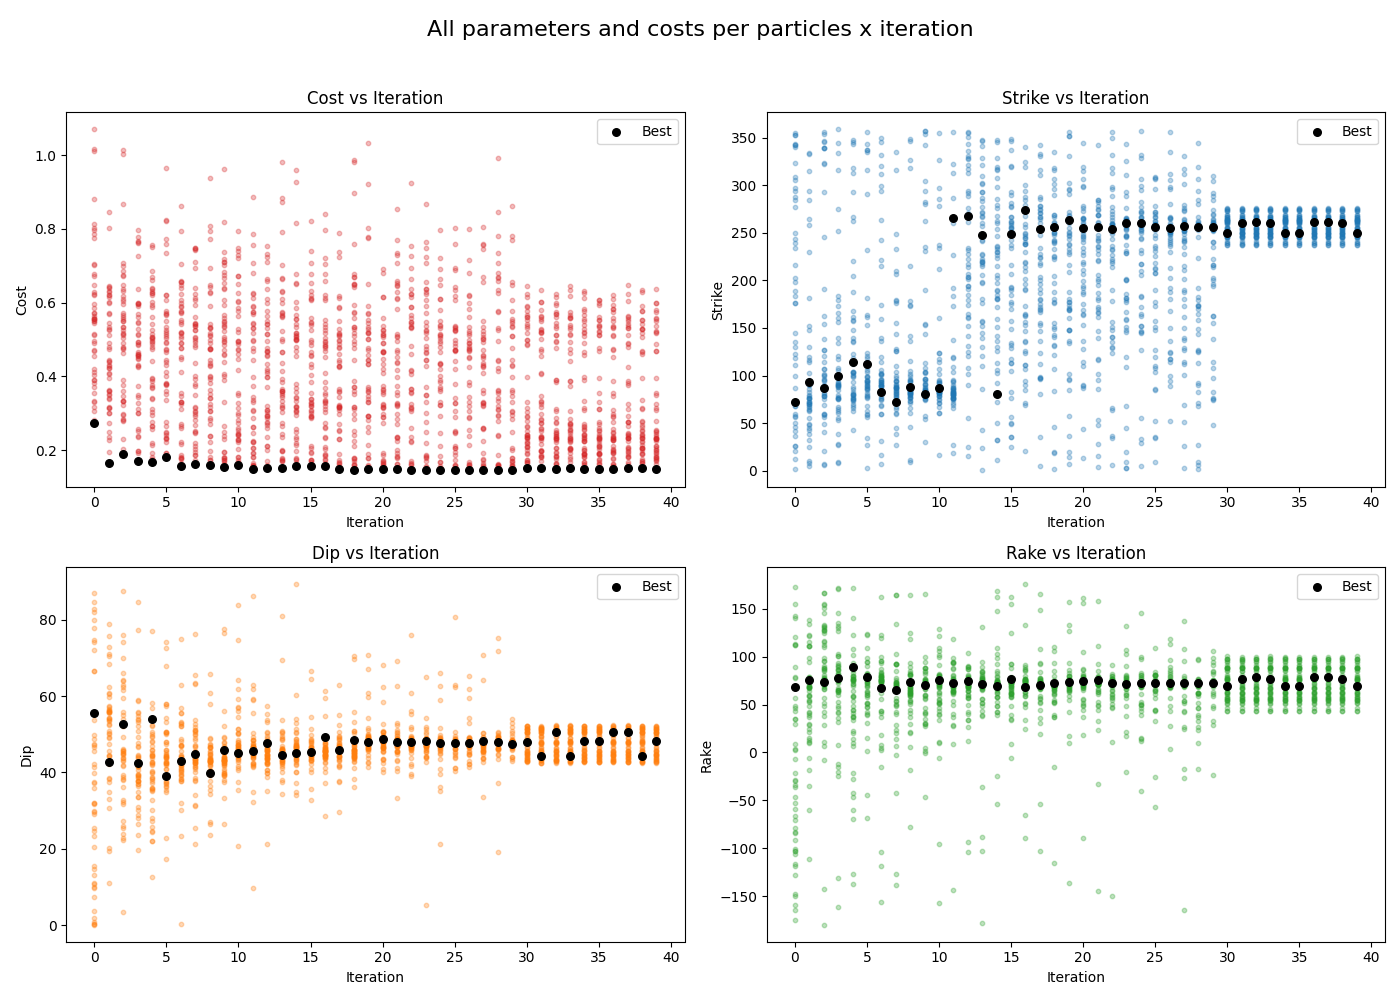 All parameters and costs per particles x iteration
Cost vs Iteration
Best
1.0
0.8
0.6
0.4
0.2
Cost
0 5 10 15 20 25 30 35 40
Iteration
Strike vs Iteration
Best
350
300
250
200
150
100
50
0
Strike
0 5 10 15 20 25 30 35 40
Iteration
Dip vs Iteration
Best
80
60
40
20
0
Dip
0 5 10 15 20 25 30 35 40
Iteration
Rake vs Iteration
Best
150
100
50
0
−50
−100
−150
Rake
0 5 10 15 20 25 30 35 40
Iteration